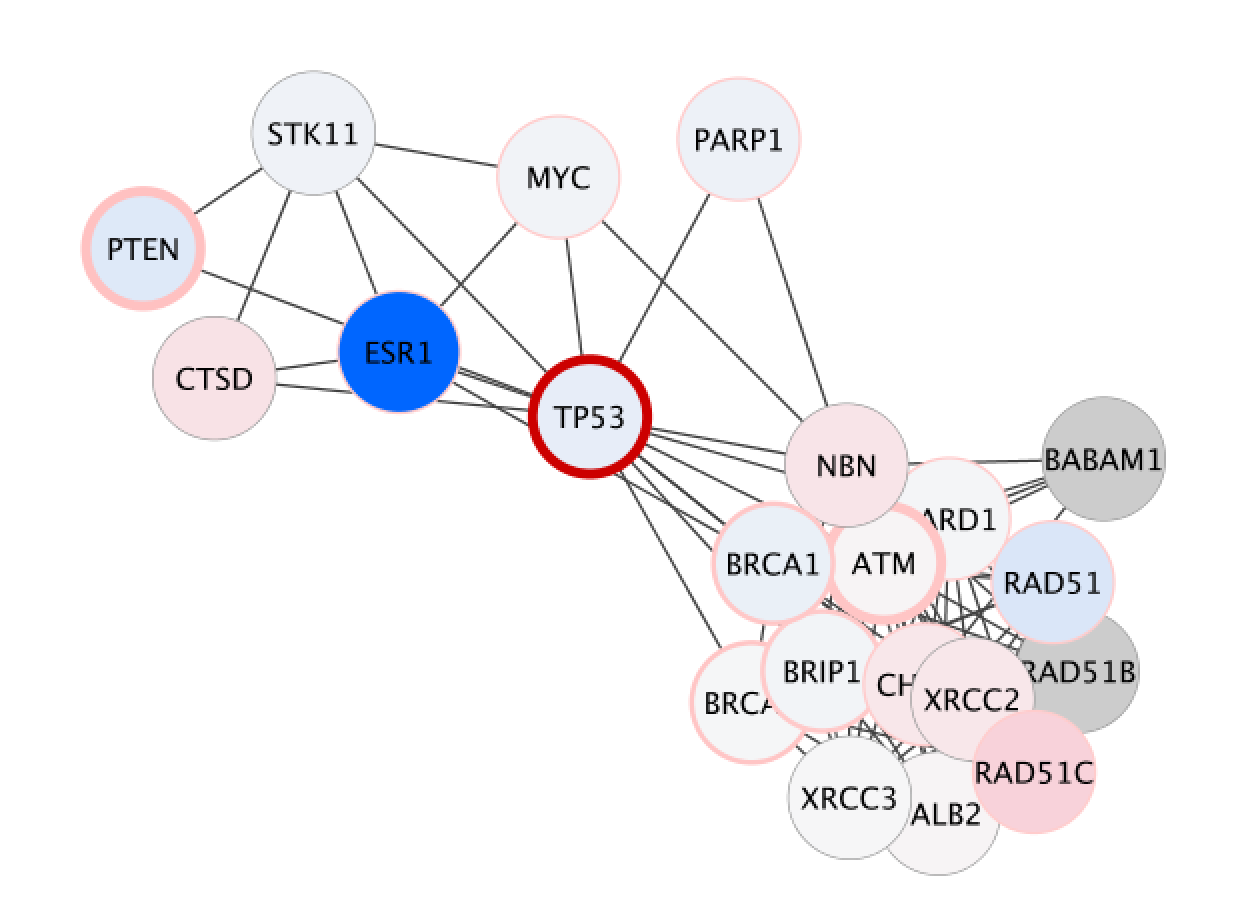 STK11
PARP1
MYC
PTEN
ESR1
CTSD
TP53
NBN
BABAM1
ARD1
BRCA1
ATM
RAD51
BRIP1
RAD51B
CH
XRCC2
BRCA
RAD51C
XRCC3
ALB2